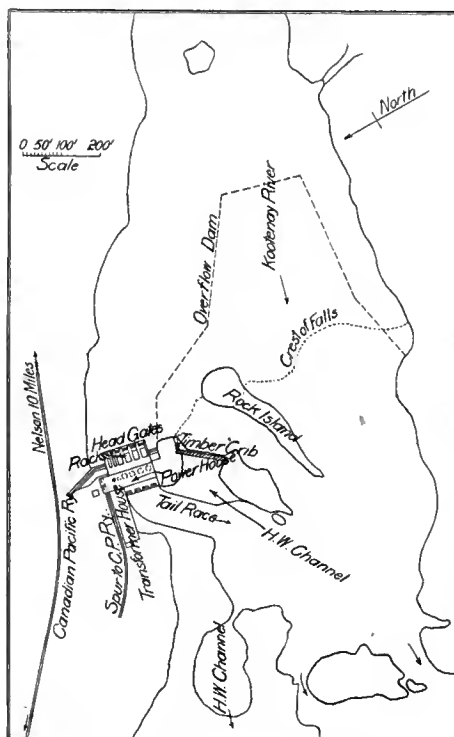 North
0 50' 100' 200'
Scale
Kootenay River
Overflow Dam
Crest of Falls
Rock Island
Nelson 10 Miles
Head Gates
Racks
Timber Crib
Power House
Tail Race
H.W. Channel
Canadian Pacific Ry
Spur to C.P.Ry.
Transformer House
H.W. Channel